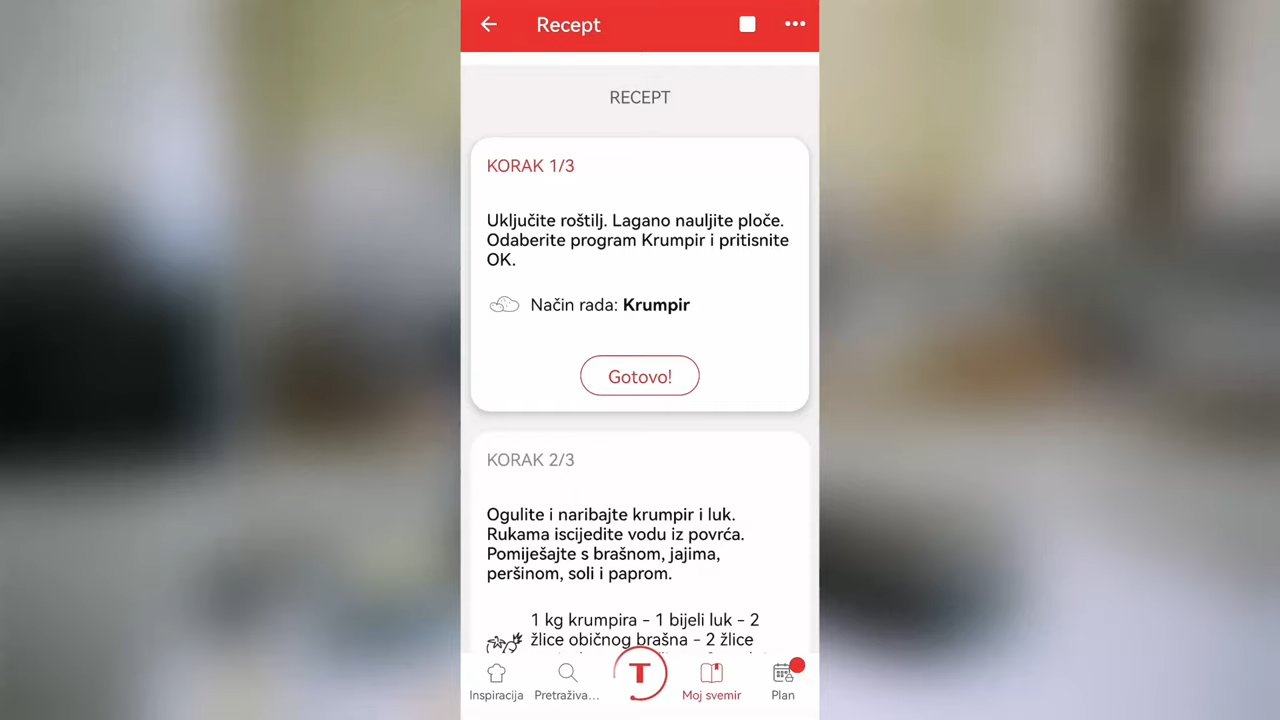 Recept
RECEPT
KORAK 1/3
Uključite roštilj. Lagano nauljite ploče.
Odaberite program Krumpir i pritisnite
OK.
Način rada: Krumpir
Gotovo!
KORAK 2/3
Ogulite i naribajte krumpir i luk.
Rukama iscijedite vodu iz povrća.
Pomiješajte s brašnom, jajima,
peršinom, soli i paprom.
1 kg krumpira - 1 bijeli luk - 2
žlice običnog brašna - 2 žlice
T
Inspiracija
Pretraživa...
Moj svemir
Plan